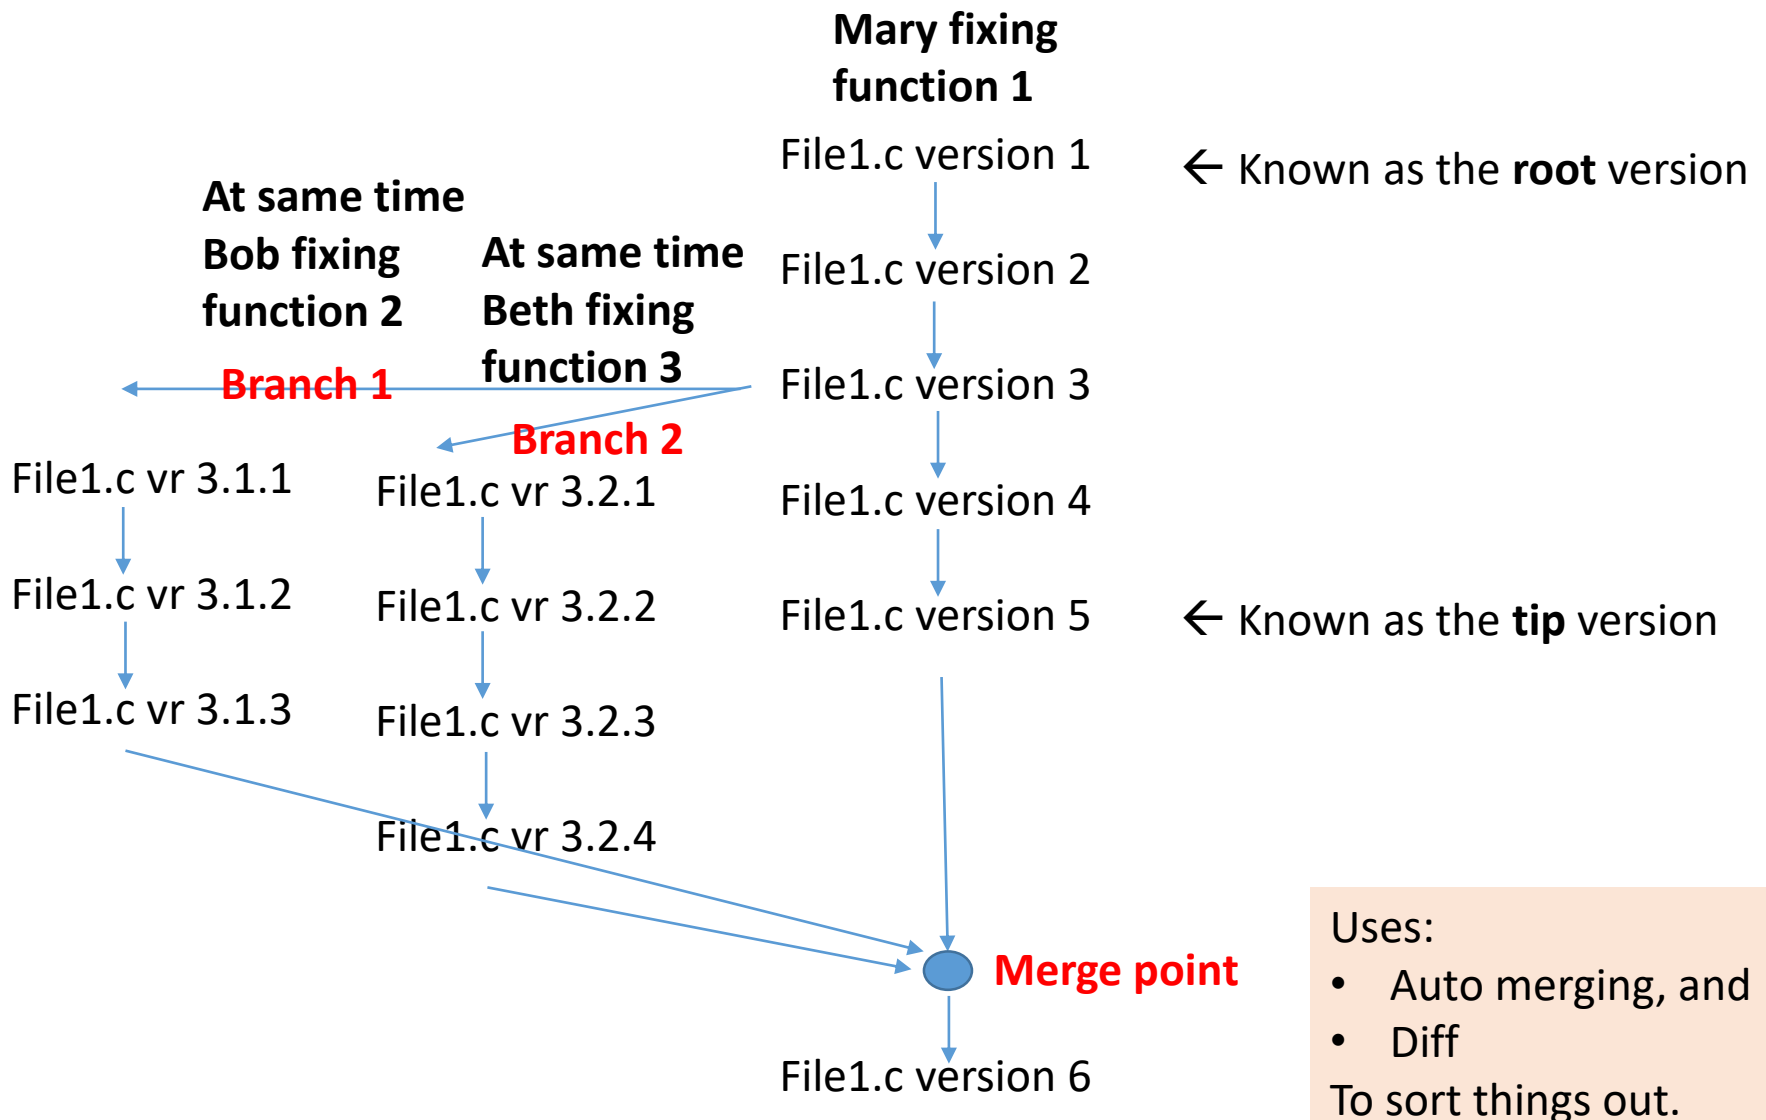 Mary fixing
function 1
File1.c version 1
← Known as the root version
At same time
Bob fixing
function 2
At same time
Beth fixing
function 3
File1.c version 2
Branch 1
File1.c version 3
Branch 2
File1.c vr 3.1.1
File1.c vr 3.2.1
File1.c version 4
File1.c vr 3.1.2
File1.c vr 3.2.2
File1.c version 5
← Known as the tip version
File1.c vr 3.1.3
File1.c vr 3.2.3
File1.c vr 3.2.4
Merge point
File1.c version 6
Uses:
• Auto merging, and
• Diff
To sort things out.